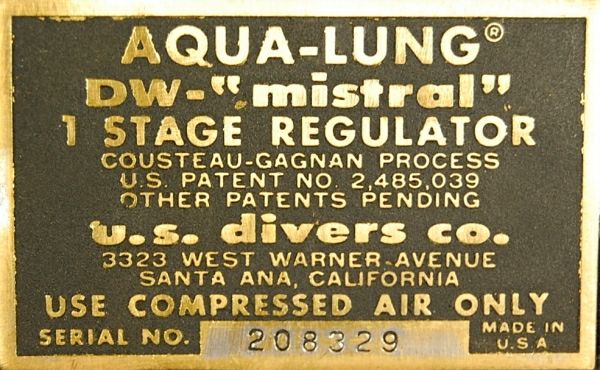 AQUA-LUNG®
DW-"mistral"
1 STAGE REGULATOR
COUSTEAU-GAGNAN PROCESS
U.S. PATENT NO. 2,485,039
OTHER PATENTS PENDING
u.s. divers co.
3323 WEST WARNER AVENUE
SANTA ANA, CALIFORNIA
USE COMPRESSED AIR ONLY
SERIAL NO. 208329 MADE IN
U.S.A